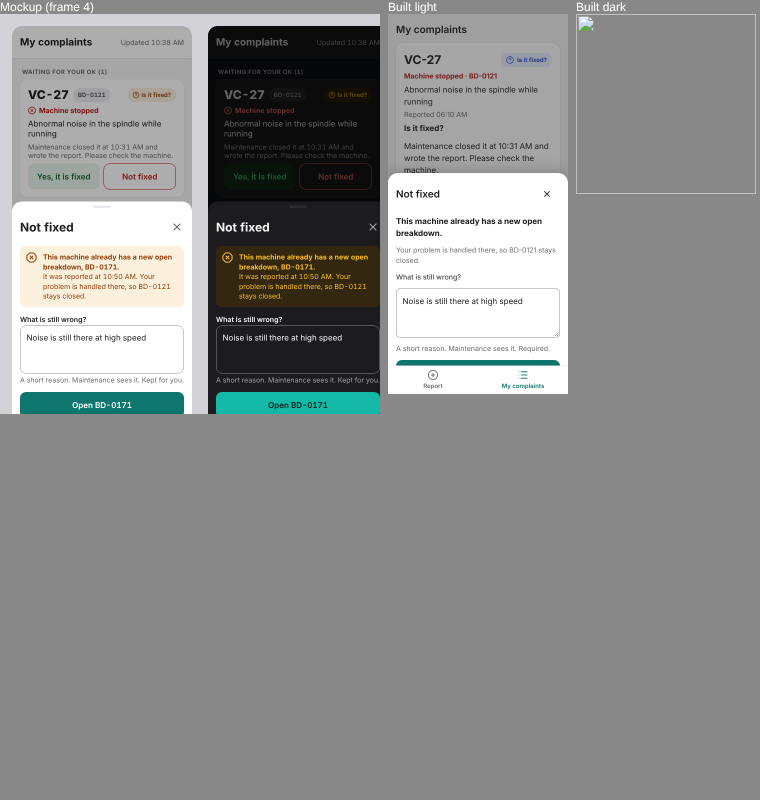 Mockup (frame 4)
My complaints
Updated 10:38 AM
WAITING FOR YOUR OK (1)
VC-27
BD-0121
Is it fixed?
Machine stopped
Abnormal noise in the spindle while
running
Maintenance closed it at 10:31 AM and
wrote the report. Please check the machine.
Yes, it is fixed
Not fixed
Not fixed
This machine already has a new open
breakdown, BD-0171.
It was reported at 10:50 AM. Your
problem is handled there, so BD-0121
stays closed.
What is still wrong?
Noise is still there at high speed
A short reason. Maintenance sees it. Kept for you.
Open BD-0171
My complaints
Updated 10:38 AM
WAITING FOR YOUR OK (1)
VC-27
BD-0121
Is it fixed?
Machine stopped
Abnormal noise in the spindle while
running
Maintenance closed it at 10:31 AM and
wrote the report. Please check the machine.
Yes, it is fixed
Not fixed
Not fixed
This machine already has a new open
breakdown, BD-0171.
It was reported at 10:50 AM. Your
problem is handled there, so BD-0121
stays closed.
What is still wrong?
Noise is still there at high speed
A short reason. Maintenance sees it. Kept for you.
Open BD-0171
Built light
My complaints
VC-27
Is it fixed?
Machine stopped · BD-0121
Abnormal noise in the spindle while
running
Reported 06:10 AM
Is it fixed?
Maintenance closed it at 10:31 AM and
wrote the report. Please check the
machine.
Not fixed
This machine already has a new open
breakdown.
Your problem is handled there, so BD-0121 stays
closed.
What is still wrong?
Noise is still there at high speed
A short reason. Maintenance sees it. Required.
Report
My complaints
Built dark